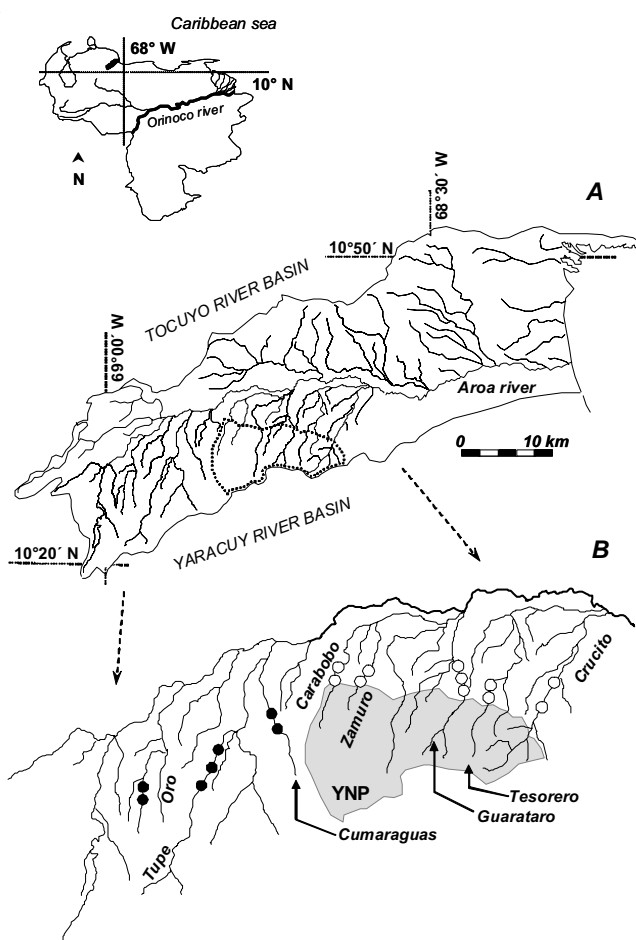 Caribbean sea
68° W
10° N
Orinoco river
N
A
68°30´ W
10°50´ N
TOCUYO RIVER BASIN
69°00´ W
Aroa river
0 10 km
YARACUY RIVER BASIN
10°20´ N
B
Carabobo
Crucito
Zamuro
Oro
YNP
Tesorero
Guarataro
Cumaraguas
Tupe